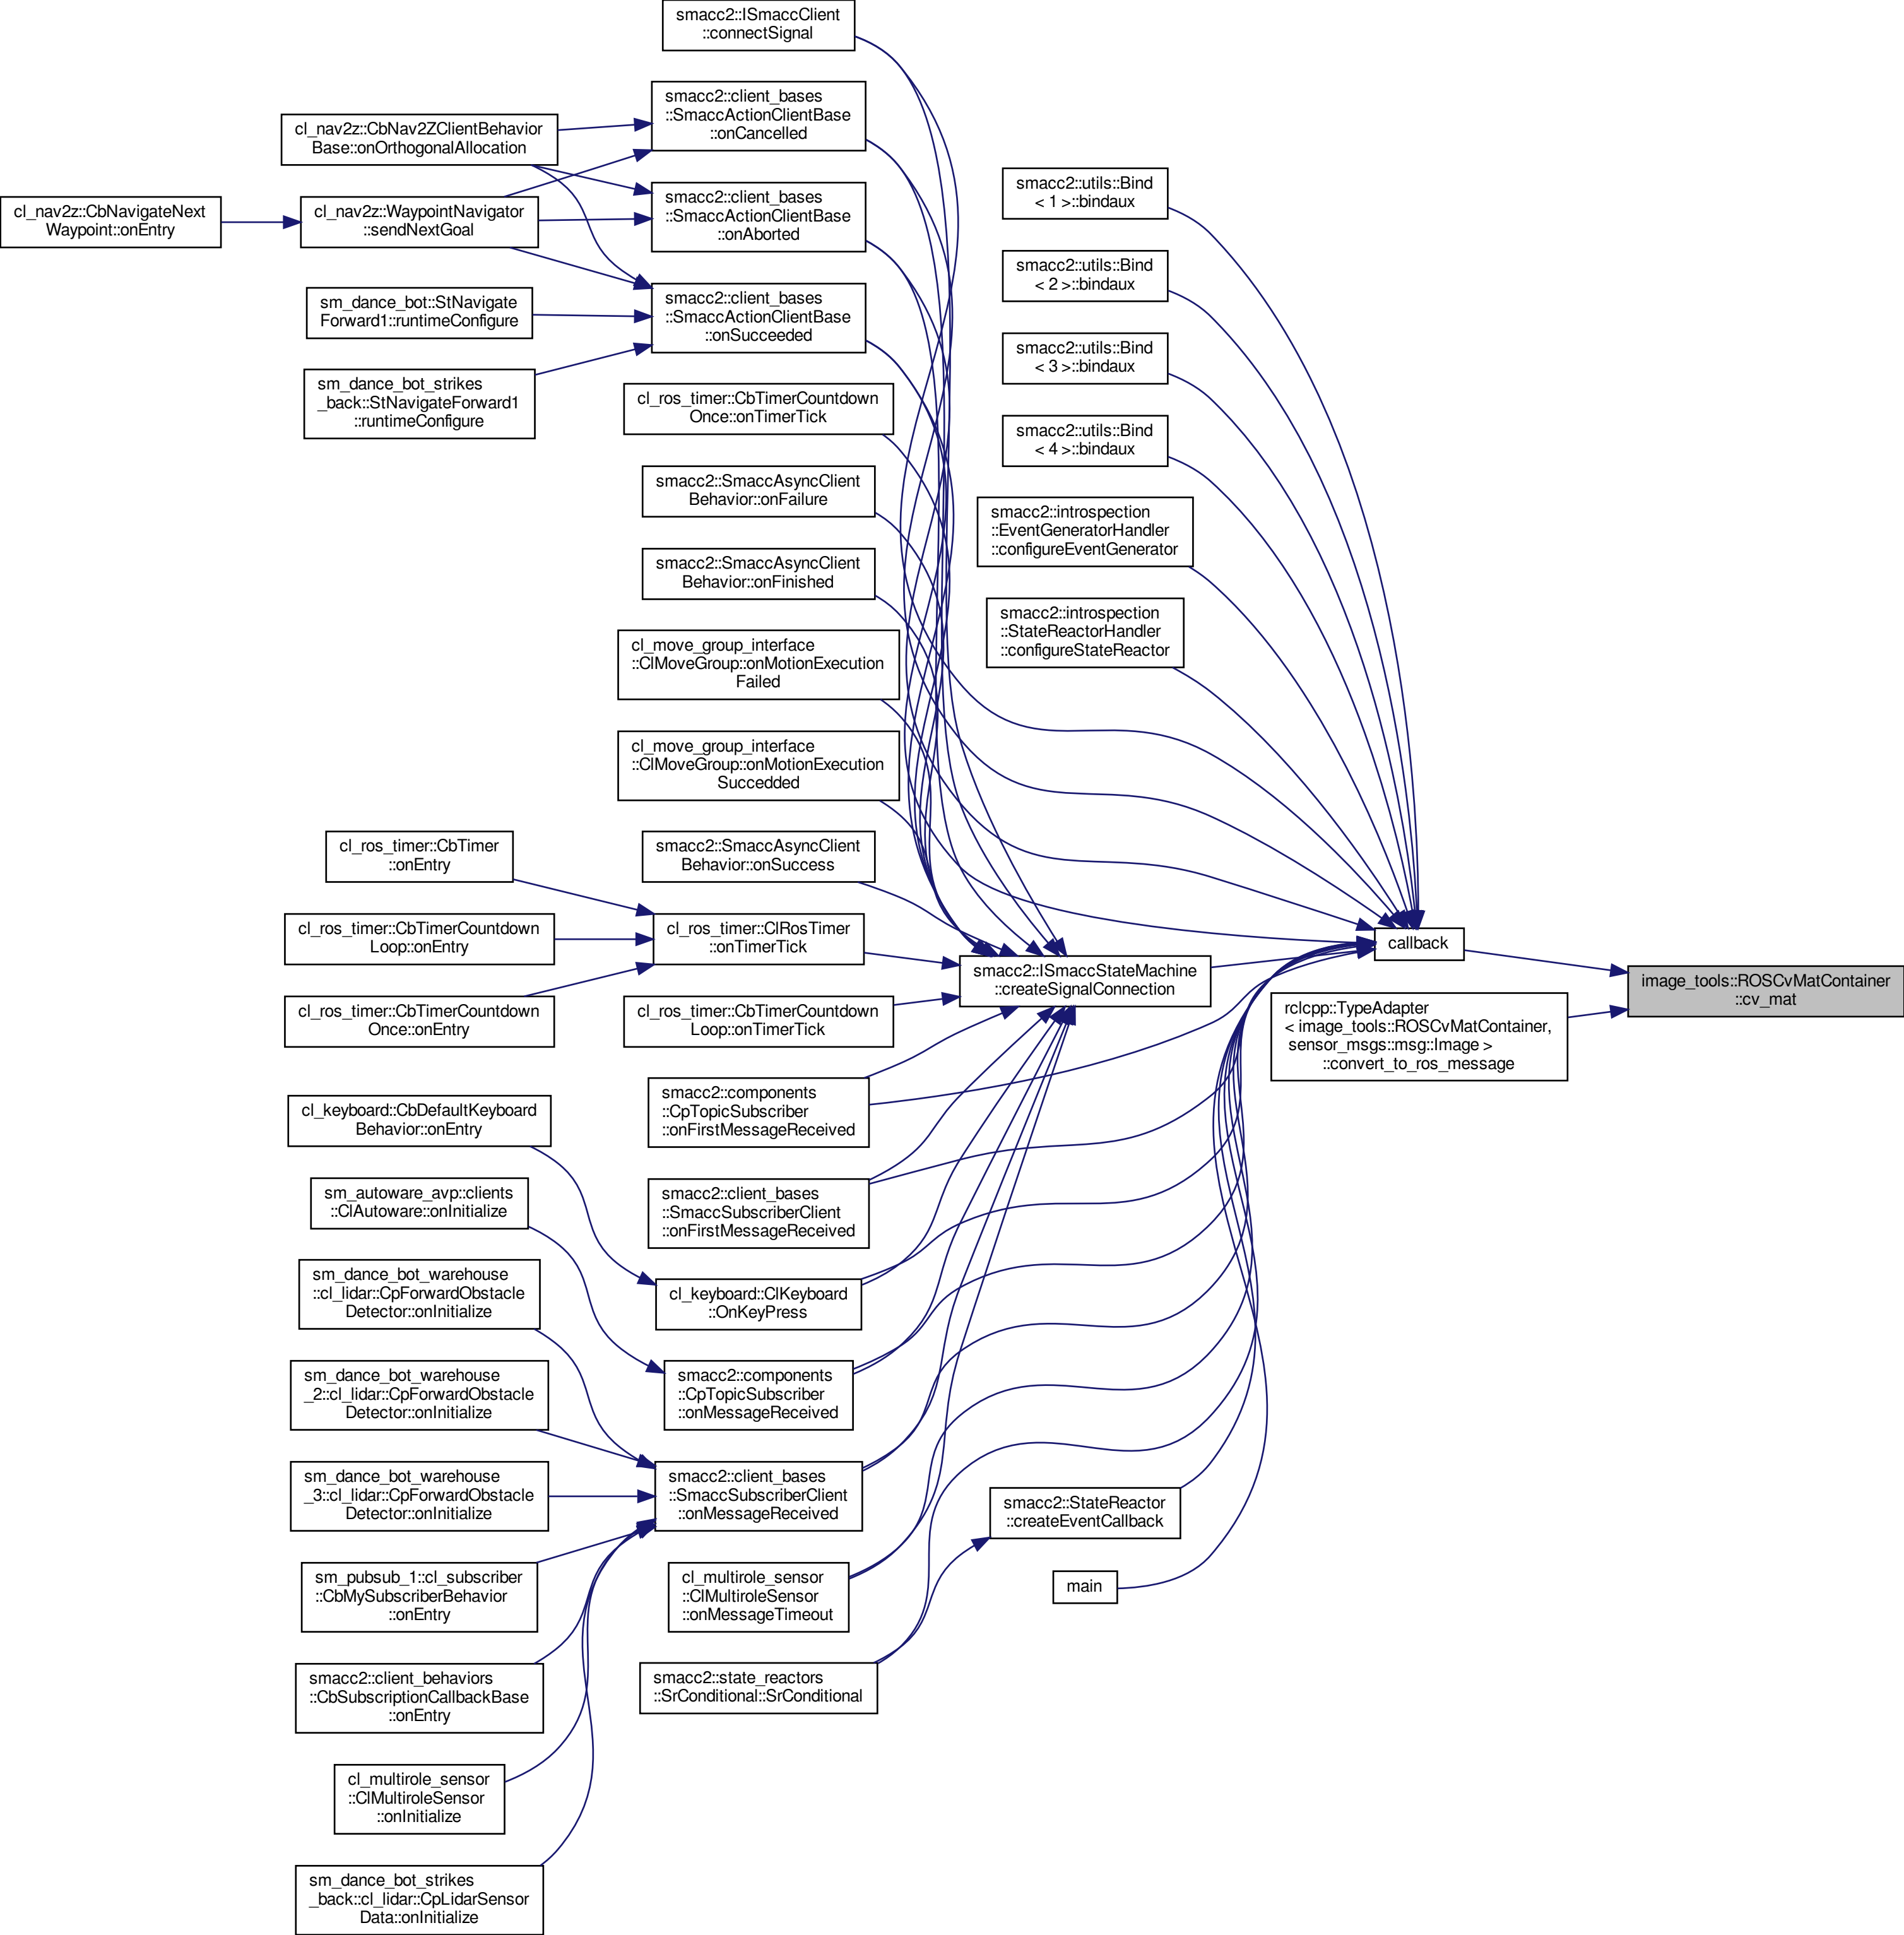 smacc2::ISmaccClient
::connectSignal
smacc2::client_bases
::SmaccActionClientBase
::onCancelled
cl_nav2z::CbNav2ZClientBehavior
Base::onOrthogonalAllocation
smacc2::utils::Bind
< 1 >::bindaux
smacc2::client_bases
::SmaccActionClientBase
::onAborted
cl_nav2z::CbNavigateNext
Waypoint::onEntry
cl_nav2z::WaypointNavigator
::sendNextGoal
smacc2::utils::Bind
< 2 >::bindaux
smacc2::client_bases
::SmaccActionClientBase
::onSucceeded
sm_dance_bot::StNavigate
Forward1::runtimeConfigure
smacc2::utils::Bind
< 3 >::bindaux
sm_dance_bot_strikes
_back::StNavigateForward1
::runtimeConfigure
cl_ros_timer::CbTimerCountdown
Once::onTimerTick
smacc2::utils::Bind
< 4 >::bindaux
smacc2::SmaccAsyncClient
Behavior::onFailure
smacc2::introspection
::EventGeneratorHandler
::configureEventGenerator
smacc2::SmaccAsyncClient
Behavior::onFinished
smacc2::introspection
::StateReactorHandler
::configureStateReactor
cl_move_group_interface
::ClMoveGroup::onMotionExecution
Failed
cl_move_group_interface
::ClMoveGroup::onMotionExecution
Succedded
cl_ros_timer::CbTimer
::onEntry
smacc2::SmaccAsyncClient
Behavior::onSuccess
cl_ros_timer::CbTimerCountdown
Loop::onEntry
cl_ros_timer::ClRosTimer
::onTimerTick
callback
smacc2::ISmaccStateMachine
::createSignalConnection
image_tools::ROSCvMatContainer
::cv_mat
cl_ros_timer::CbTimerCountdown
Once::onEntry
cl_ros_timer::CbTimerCountdown
Loop::onTimerTick
rclcpp::TypeAdapter
< image_tools::ROSCvMatContainer,
sensor_msgs::msg::Image >
::convert_to_ros_message
smacc2::components
::CpTopicSubscriber
::onFirstMessageReceived
cl_keyboard::CbDefaultKeyboard
Behavior::onEntry
sm_autoware_avp::clients
::ClAutoware::onInitialize
smacc2::client_bases
::SmaccSubscriberClient
::onFirstMessageReceived
sm_dance_bot_warehouse
::cl_lidar::CpForwardObstacle
Detector::onInitialize
cl_keyboard::ClKeyboard
::OnKeyPress
sm_dance_bot_warehouse
_2::cl_lidar::CpForwardObstacle
Detector::onInitialize
smacc2::components
::CpTopicSubscriber
::onMessageReceived
sm_dance_bot_warehouse
_3::cl_lidar::CpForwardObstacle
Detector::onInitialize
smacc2::client_bases
::SmaccSubscriberClient
::onMessageReceived
smacc2::StateReactor
::createEventCallback
sm_pubsub_1::cl_subscriber
::CbMySubscriberBehavior
::onEntry
cl_multirole_sensor
::ClMultiroleSensor
::onMessageTimeout
main
smacc2::client_behaviors
::CbSubscriptionCallbackBase
::onEntry
smacc2::state_reactors
::SrConditional::SrConditional
cl_multirole_sensor
::ClMultiroleSensor
::onInitialize
sm_dance_bot_strikes
_back::cl_lidar::CpLidarSensor
Data::onInitialize